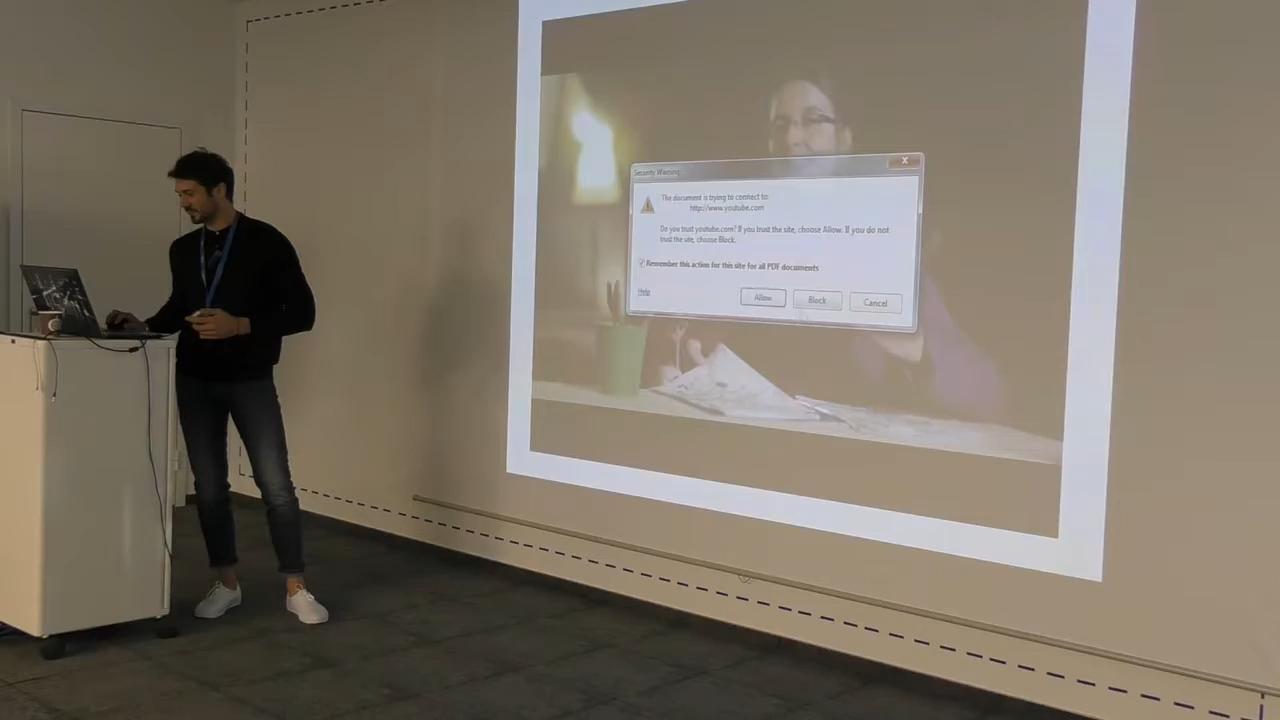 Security Warning
X
The document is trying to connect to:
http://www.youtube.com
Do you trust youtube.com? If you trust the site, choose Allow. If you do not
trust the site, choose Block.
Remember this action for this site for all PDF documents
Help
Allow
Block
Cancel